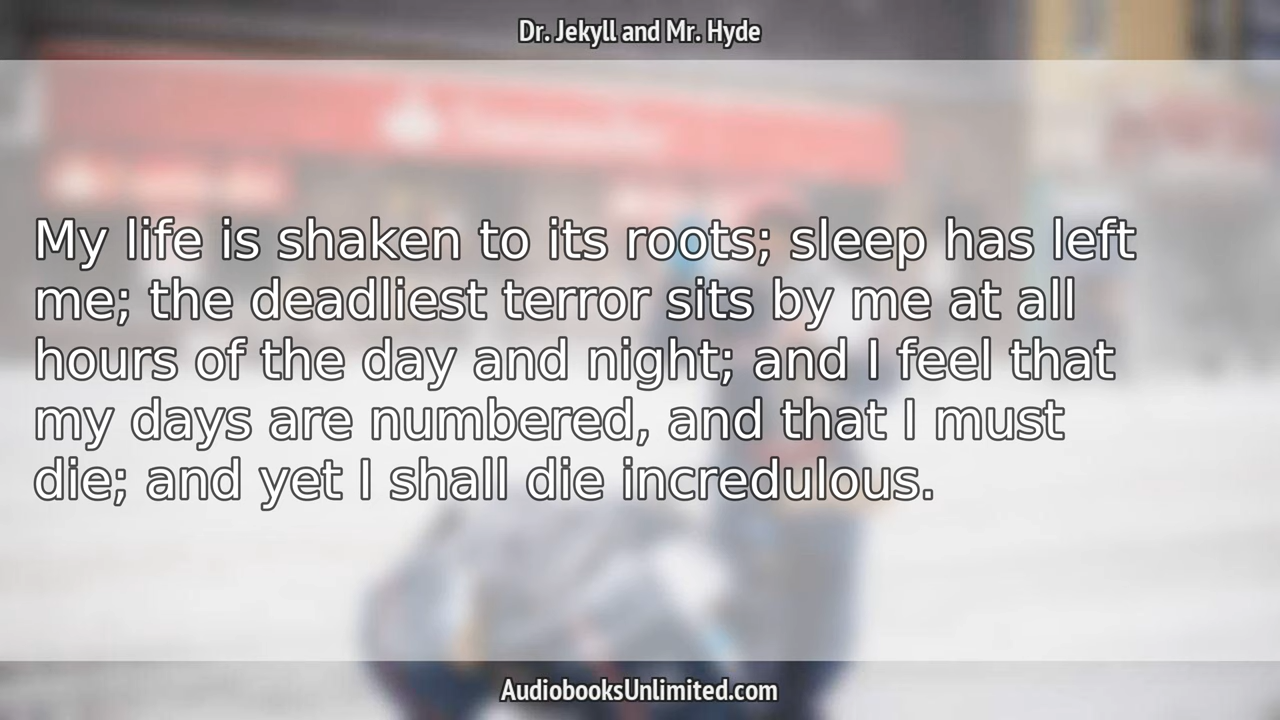 Dr. Jekyll and Mr. Hyde
My life is shaken to its roots; sleep has left
me; the deadliest terror sits by me at all
hours of the day and night; and I feel that
my days are numbered, and that I must
die; and yet I shall die incredulous.
AudiobooksUnlimited.com